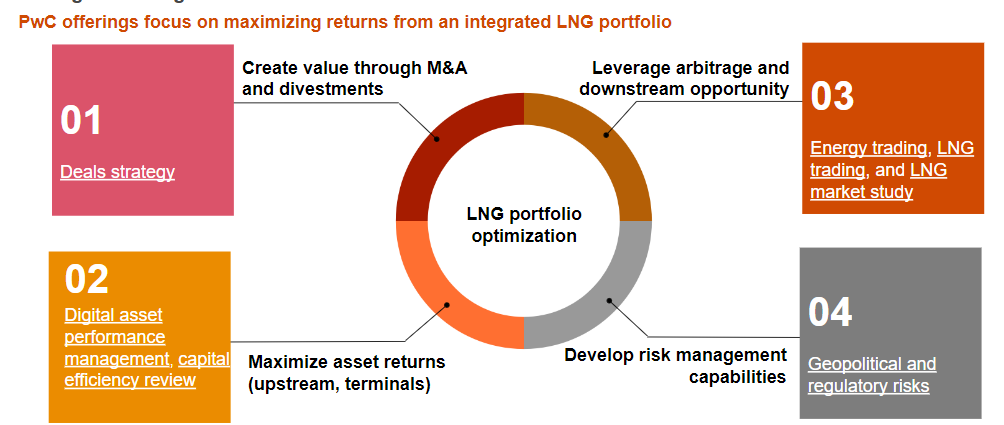 PwC offerings focus on maximizing returns from an integrated LNG portfolio
01
Deals strategy
Create value through M&A
and divestments
02
Digital asset
performance
management, capital
efficiency review
Maximize asset returns
(upstream, terminals)
LNG portfolio
optimization
Leverage arbitrage and
downstream opportunity
03
Energy trading, LNG
trading, and LNG
market study
Develop risk management
capabilities
04
Geopolitical and
regulatory risks